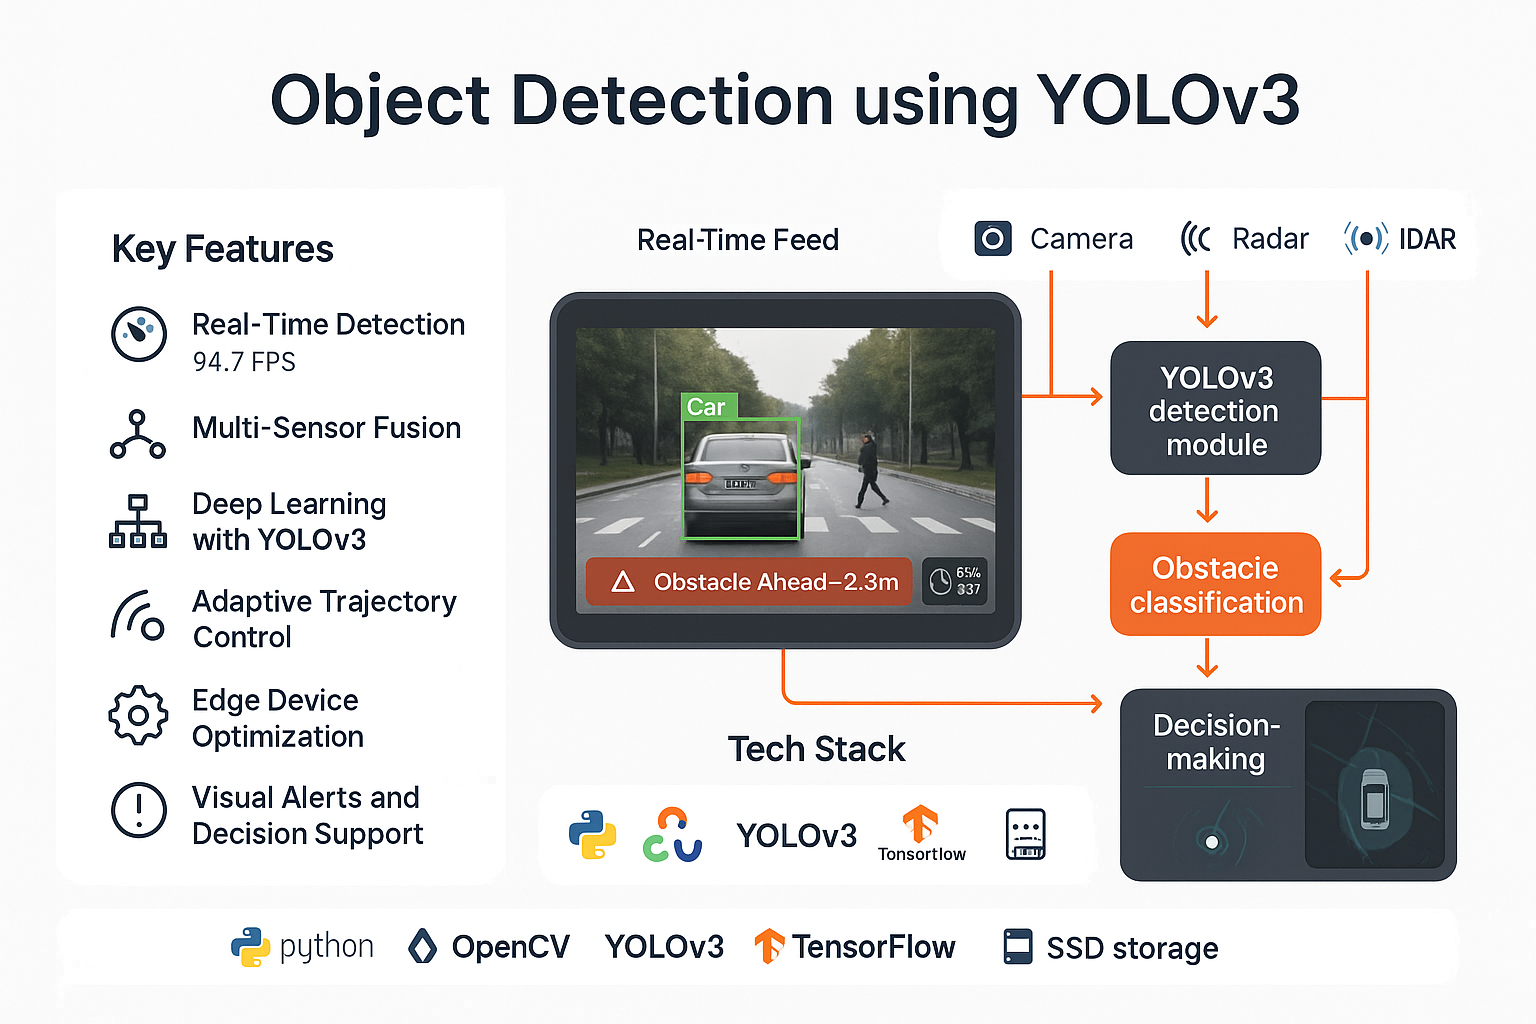 Object Detection using YOLOv3
Key Features
Real-Time Detection
94.7 FPS
Multi-Sensor Fusion
Deep Learning
with YOLOv3
Adaptive Trajectory
Control
Edge Device
Optimization
Visual Alerts and
Decision Support
Real-Time Feed
Car
Obstacle Ahead–2.3m
65%
337
Camera
Radar
IDAR
YOLOv3
detection
module
Obstacie
classification
Decision-
making
Tech Stack
YOLOv3
Tonsortlow
python
OpenCV
YOLOv3
TensorFlow
SSD storage